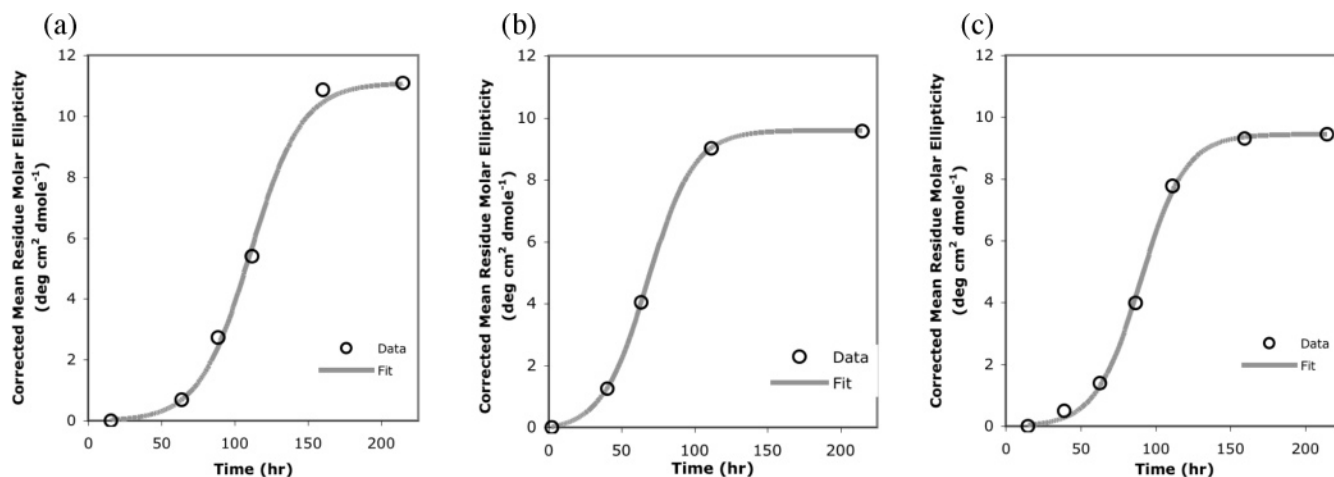 (a)
Corrected Mean Residue Molar Ellipticity
(deg cm² dmole⁻¹)
12
10
8
6
4
2
0
0 50 100 150 200
Time (hr)
Data
Fit
(b)
Corrected Mean Residue Molar Ellipticity
(deg cm² dmole⁻¹)
12
10
8
6
4
2
0
0 50 100 150 200
Time (hr)
Data
Fit
(c)
Corrected Mean Residue Molar Ellipticity
(deg cm² dmole⁻¹)
12
10
8
6
4
2
0
0 50 100 150 200
Time (hr)
Data
Fit